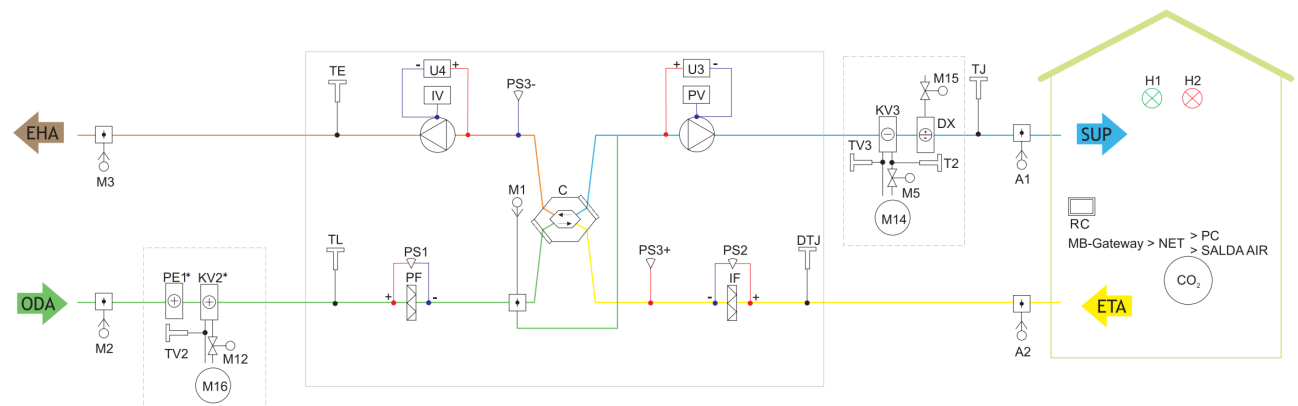 TE
U4
- +
IV
PS3-
U3
+ -
PV
M15
TJ
KV3
DX
H1
H2
EHA
SUP
M3
TV3
T2
M5
M14
A1
M1
C
RC
MB-Gateway > NET > PC
> SALDA AIR
CO₂
TL
PS1
PF
+ -
PS3+
PS2
IF
- +
DTJ
PE1*
KV2*
ODA
ETA
M2
TV2
M12
M16
A2